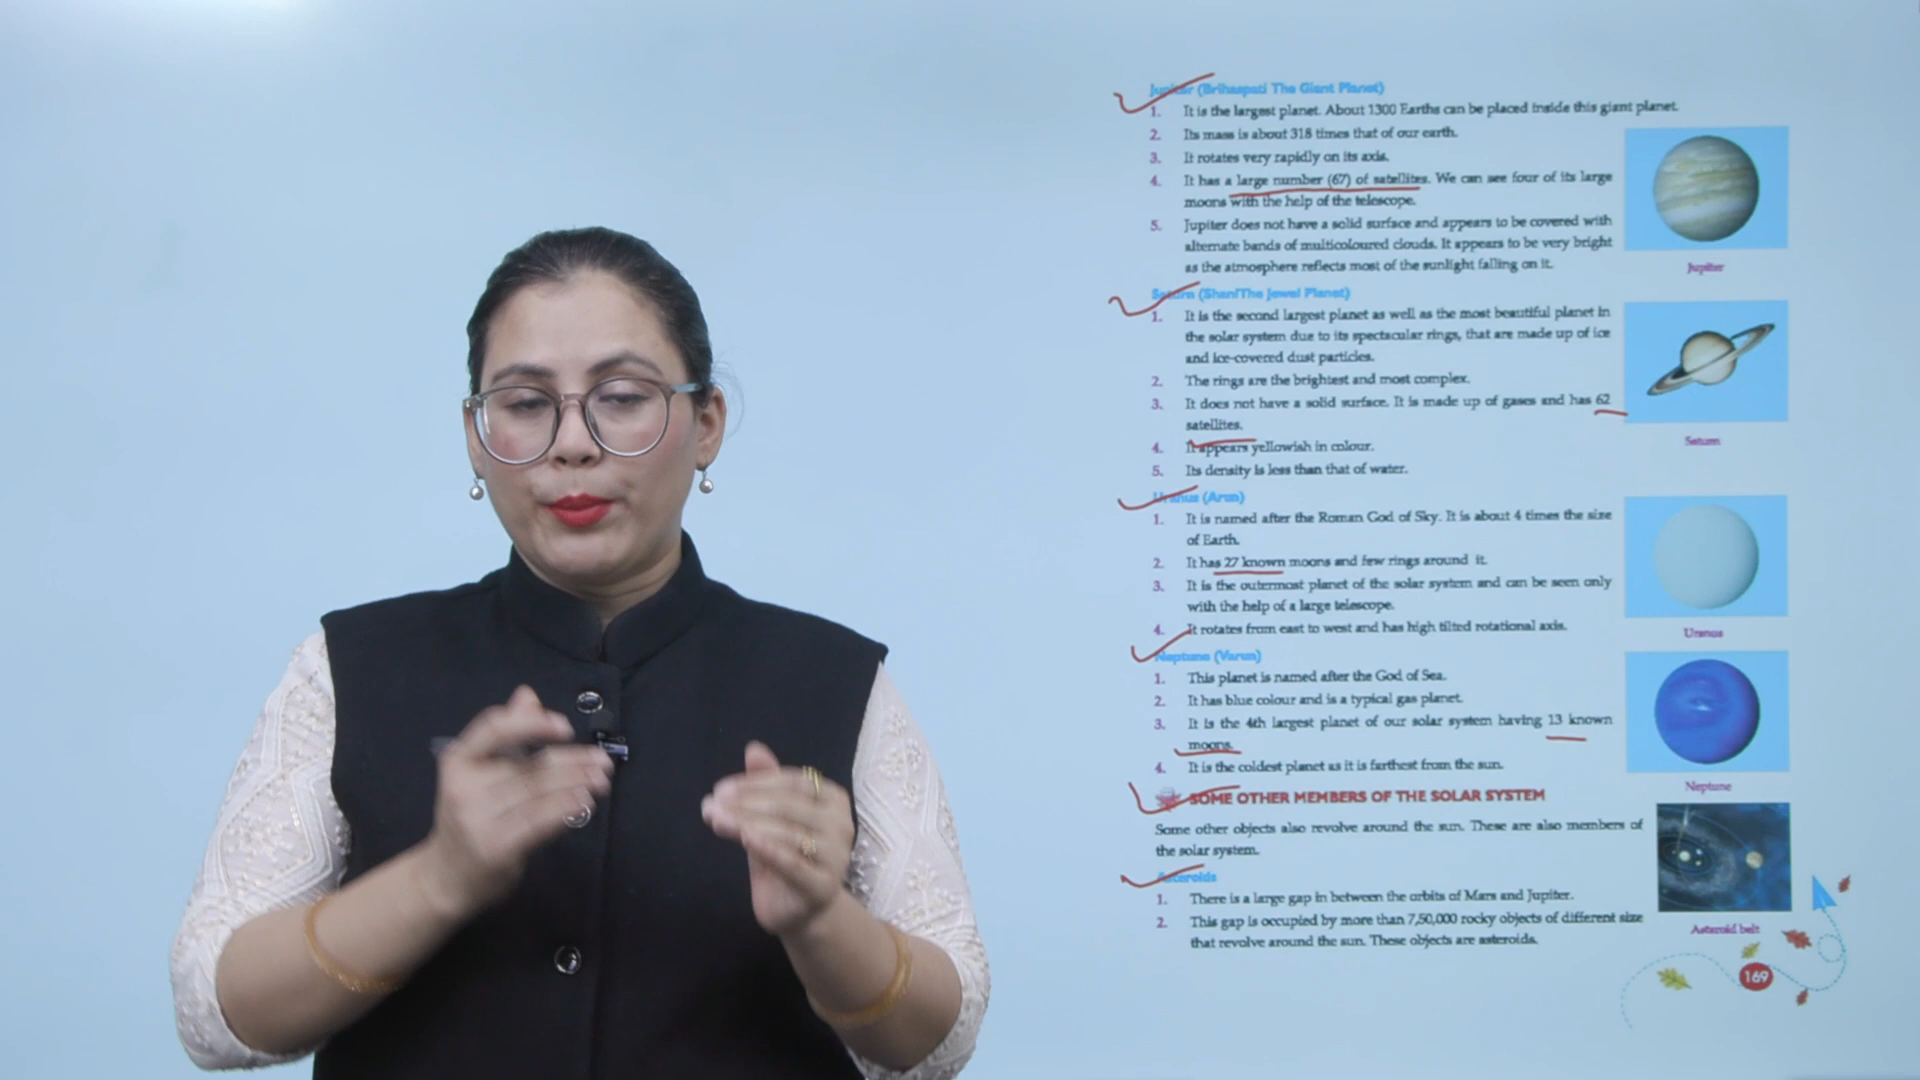 Jupiter (Brihaspati The Giant Planet)
1. It is the largest planet. About 1300 Earths can be placed inside this giant planet.
2. Its mass is about 318 times that of our earth.
3. It rotates very rapidly on its axis.
4. It has a large number (67) of satellites. We can see four of its large
moons with the help of the telescope.
5. Jupiter does not have a solid surface and appears to be covered with
alternate bands of multicoloured clouds. It appears to be very bright
as the atmosphere reflects most of the sunlight falling on it.
Jupiter
Saturn (Shani/The Jewel Planet)
1. It is the second largest planet as well as the most beautiful planet in
the solar system due to its spectacular rings, that are made up of ice
and ice-covered dust particles.
2. The rings are the brightest and most complex.
3. It does not have a solid surface. It is made up of gases and has 62
satellites.
4. It appears yellowish in colour.
5. Its density is less than that of water.
Saturn
Uranus (Arun)
1. It is named after the Roman God of Sky. It is about 4 times the size
of Earth.
2. It has 27 known moons and few rings around it.
3. It is the outermost planet of the solar system and can be seen only
with the help of a large telescope.
4. It rotates from east to west and has high tilted rotational axis.
Uranus
Neptune (Varun)
1. This planet is named after the God of Sea.
2. It has blue colour and is a typical gas planet.
3. It is the 4th largest planet of our solar system having 13 known
moons.
4. It is the coldest planet as it is farthest from the sun.
Neptune
SOME OTHER MEMBERS OF THE SOLAR SYSTEM
Some other objects also revolve around the sun. These are also members of
the solar system.
Asteroids
1. There is a large gap in between the orbits of Mars and Jupiter.
2. This gap is occupied by more than 7,50,000 rocky objects of different size
that revolve around the sun. These objects are asteroids.
Asteroid belt
169